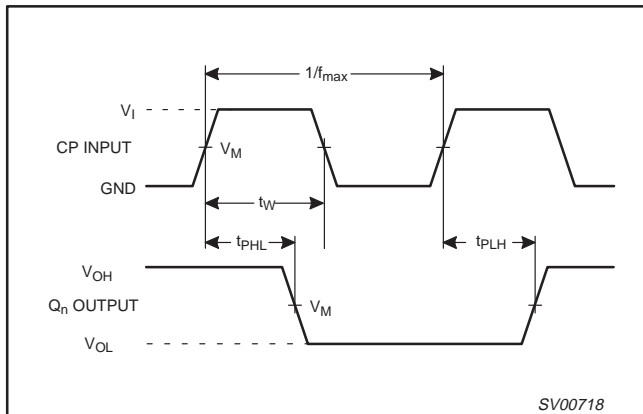 1/fmax
VI
CP INPUT
VM
GND
tW
tPHL
tPLH
VOH
Qn OUTPUT
VM
VOL
SV00718